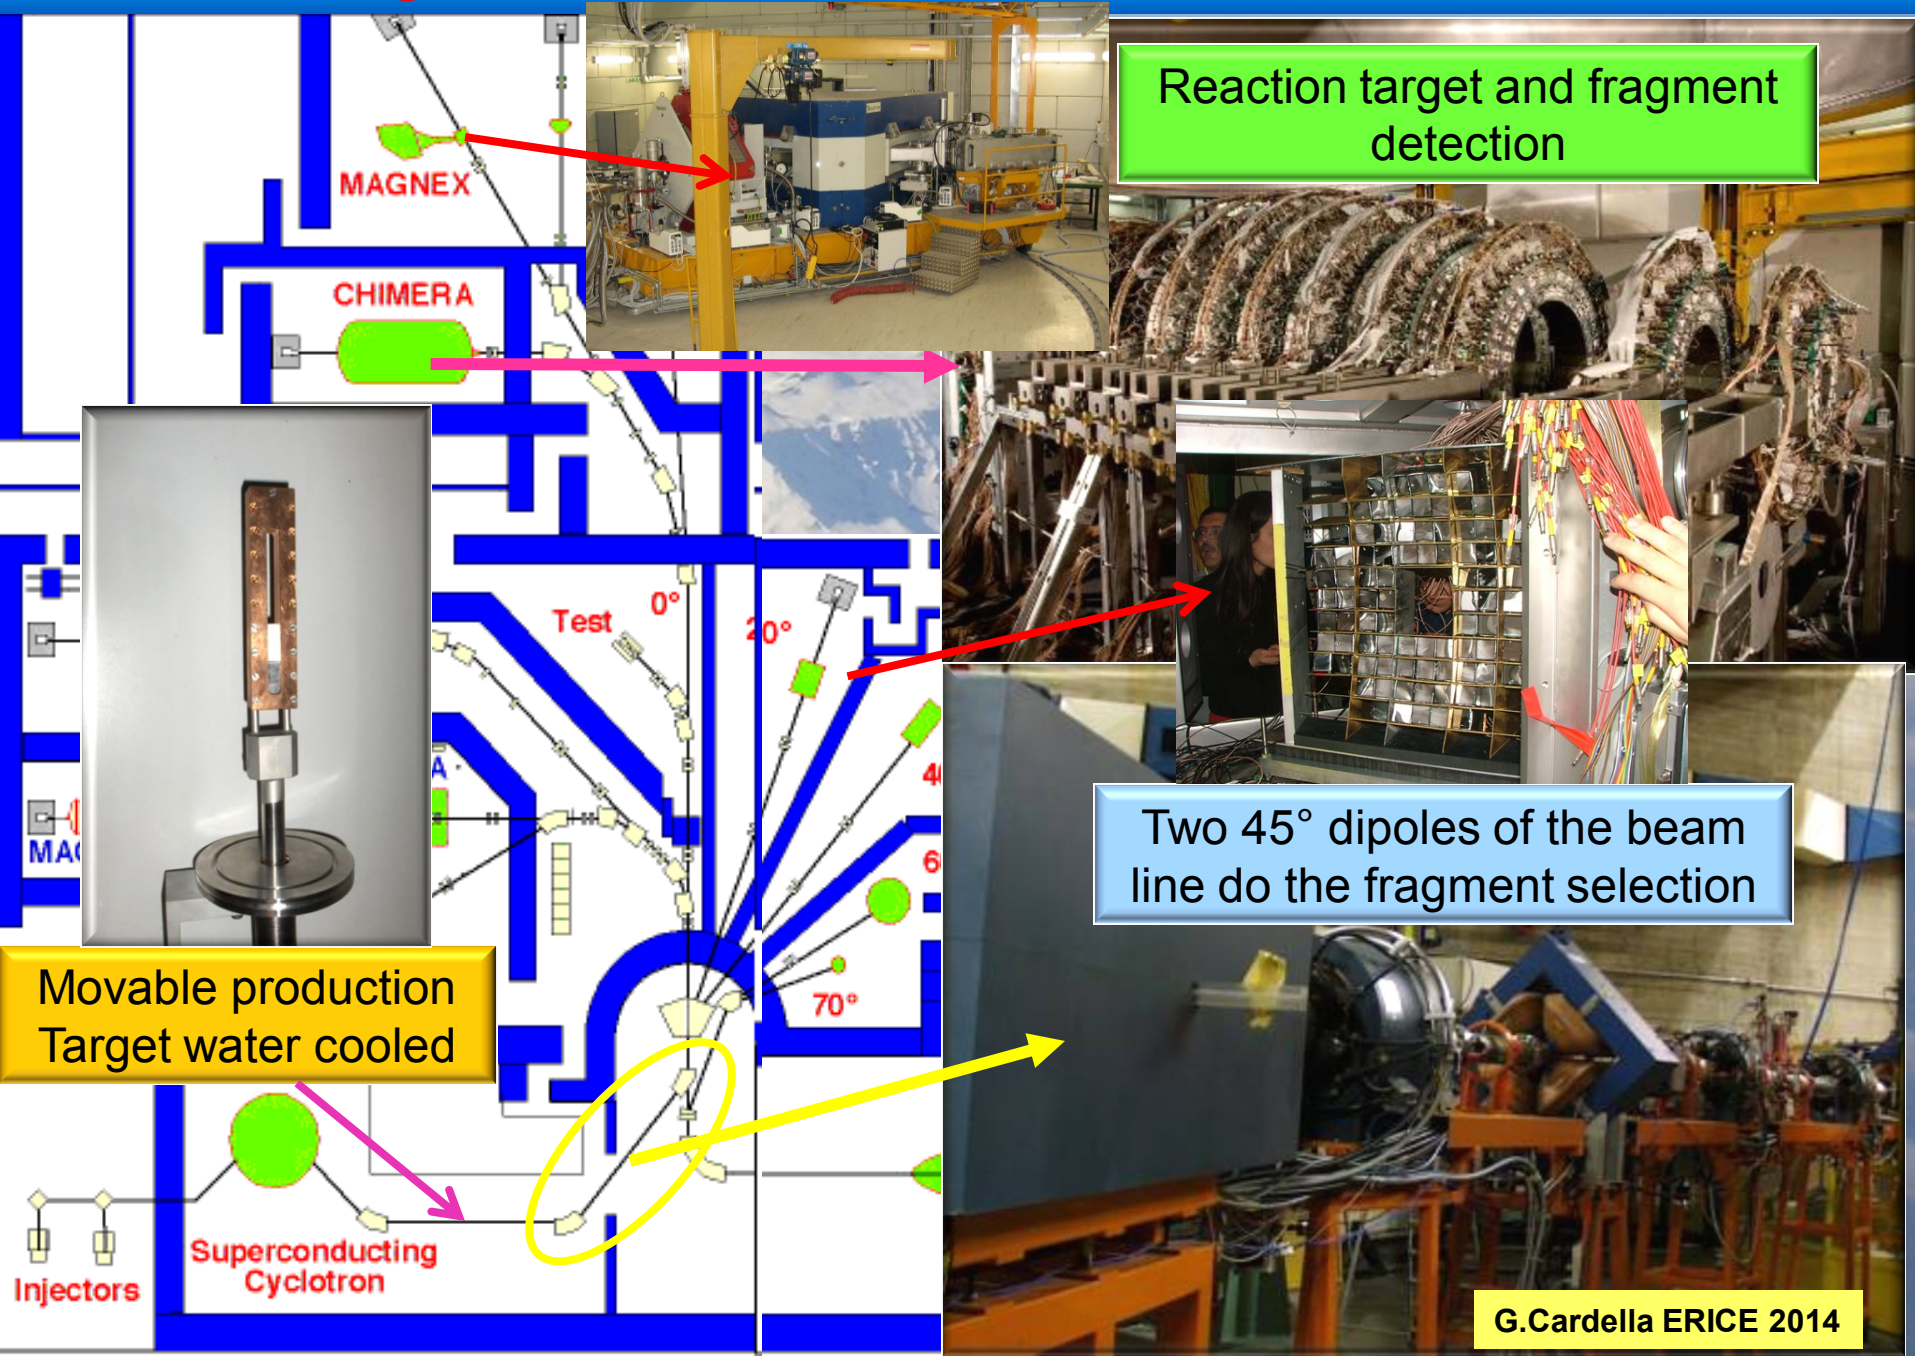 Reaction target and fragment
detection
MAGNEX
CHIMERA
Test
0°
20°
70°
Two 45° dipoles of the beam
line do the fragment selection
Movable production
Target water cooled
Superconducting
Cyclotron
Injectors
G.Cardella ERICE 2014